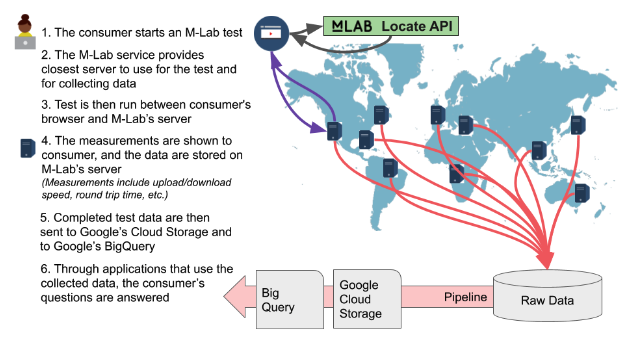 1. The consumer starts an M-Lab test
2. The M-Lab service provides
closest server to use for the test and
for collecting data
3. Test is then run between consumer's
browser and M-Lab's server
4. The measurements are shown to
consumer, and the data are stored on
M-Lab's server
(Measurements include upload/download
speed, round trip time, etc.)
5. Completed test data are then
sent to Google's Cloud Storage and
to Google's BigQuery
6. Through applications that use the
collected data, the consumer's
questions are answered
MLAB Locate API
Big
Query
Google
Cloud
Storage
Pipeline
Raw Data